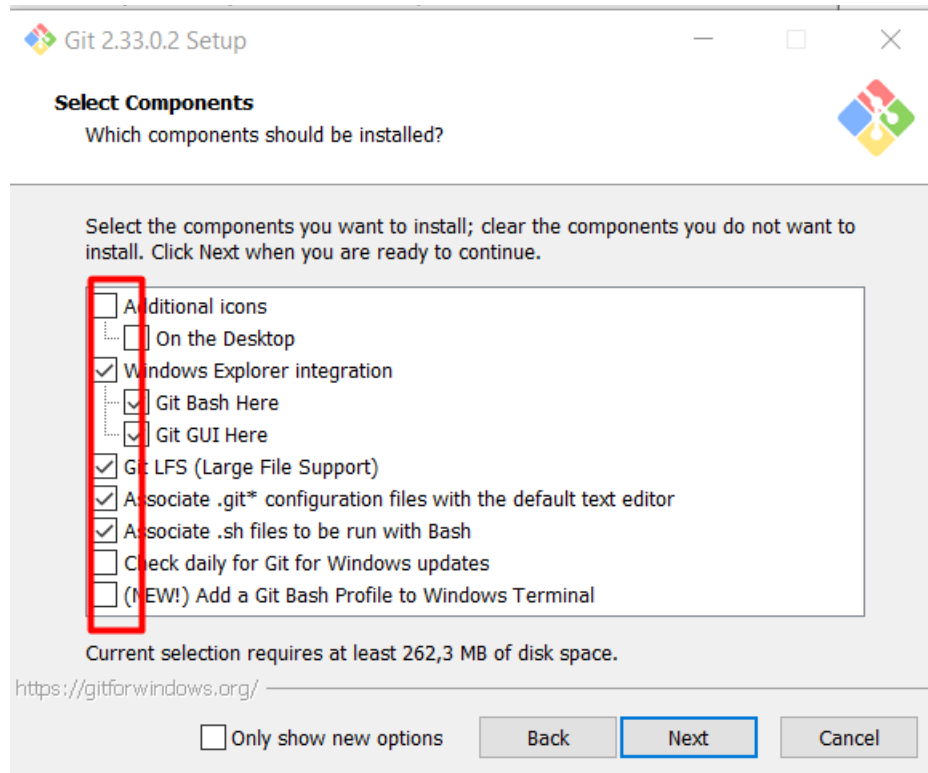 Git 2.33.0.2 Setup
Select Components
Which components should be installed?
Select the components you want to install; clear the components you do not want to
install. Click Next when you are ready to continue.
Additional icons
On the Desktop
Windows Explorer integration
Git Bash Here
Git GUI Here
Git LFS (Large File Support)
Associate .git* configuration files with the default text editor
Associate .sh files to be run with Bash
Check daily for Git for Windows updates
(NEW!) Add a Git Bash Profile to Windows Terminal
Current selection requires at least 262,3 MB of disk space.
https://gitforwindows.org/
Only show new options Back Next Cancel